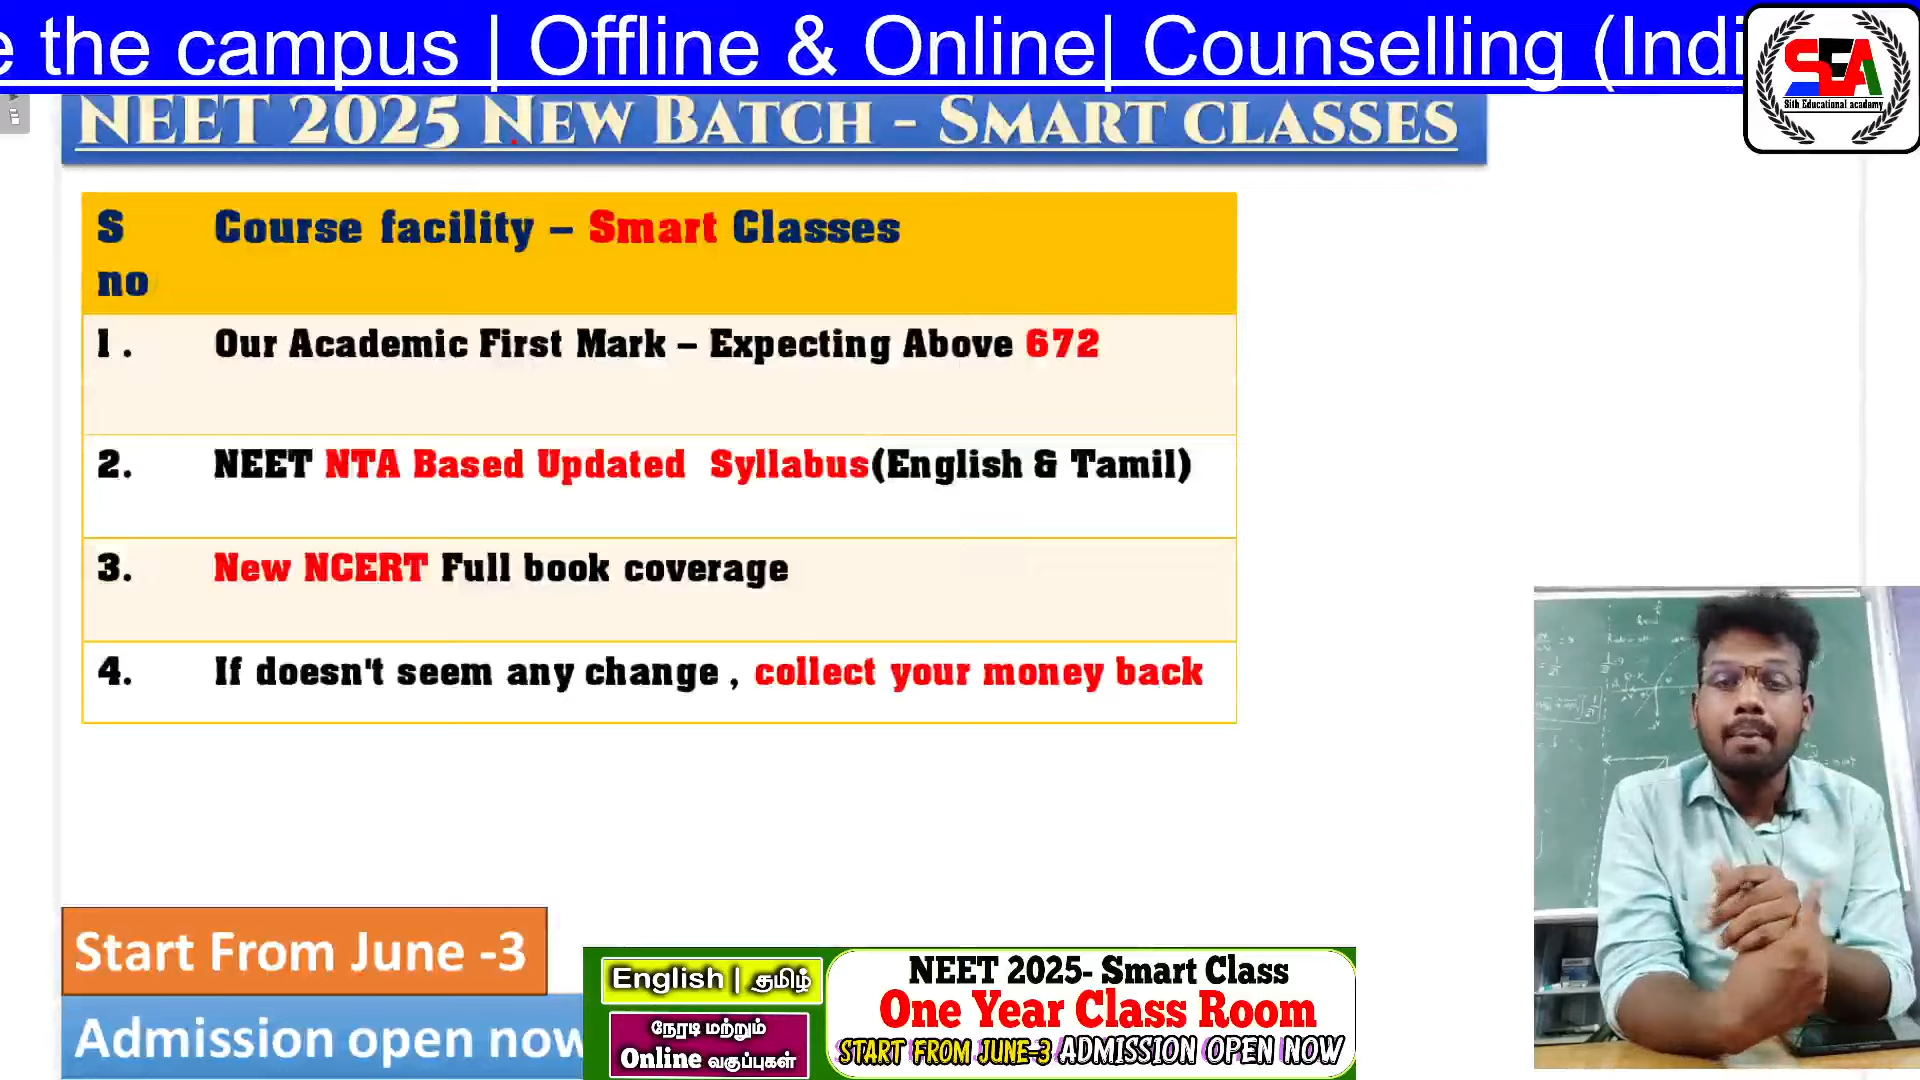 the campus | Offline & Online| Counselling (Indi
SEA
Sith Educational academy
NEET 2025 New Batch - Smart classes
S no
Course facility – Smart Classes
1 .
Our Academic First Mark – Expecting Above 672
2.
NEET NTA Based Updated Syllabus(English & Tamil)
3.
New NCERT Full book coverage
4.
If doesn't seem any change , collect your money back
Start From June -3
Admission open now
English | தமிழ்
நேரடி மற்றும்
Online வகுப்புகள்
NEET 2025- Smart Class
One Year Class Room
START FROM JUNE-3 ADMISSION OPEN NOW